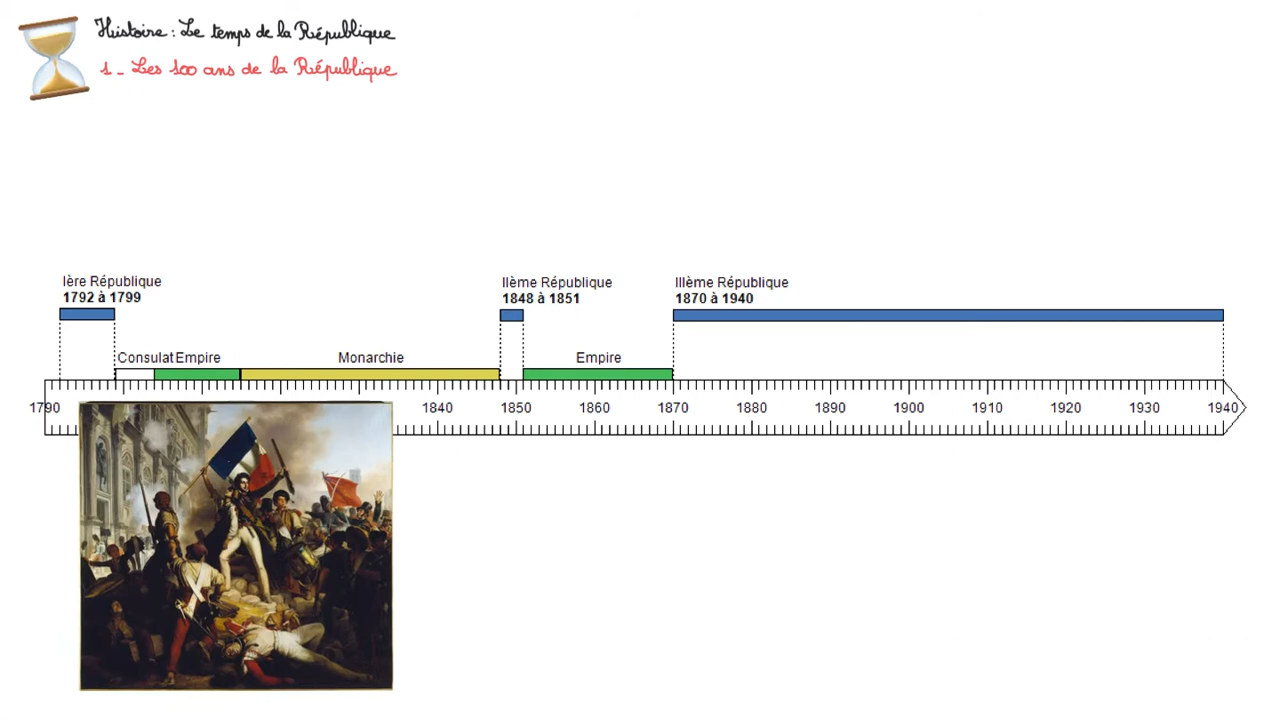 Histoire : Le temps de la République
1 - Les 100 ans de la République
Ière République
1792 à 1799
IIème République
1848 à 1851
IIIème République
1870 à 1940
Consulat Empire Monarchie Empire
1790 1840 1850 1860 1870 1880 1890 1900 1910 1920 1930 1940